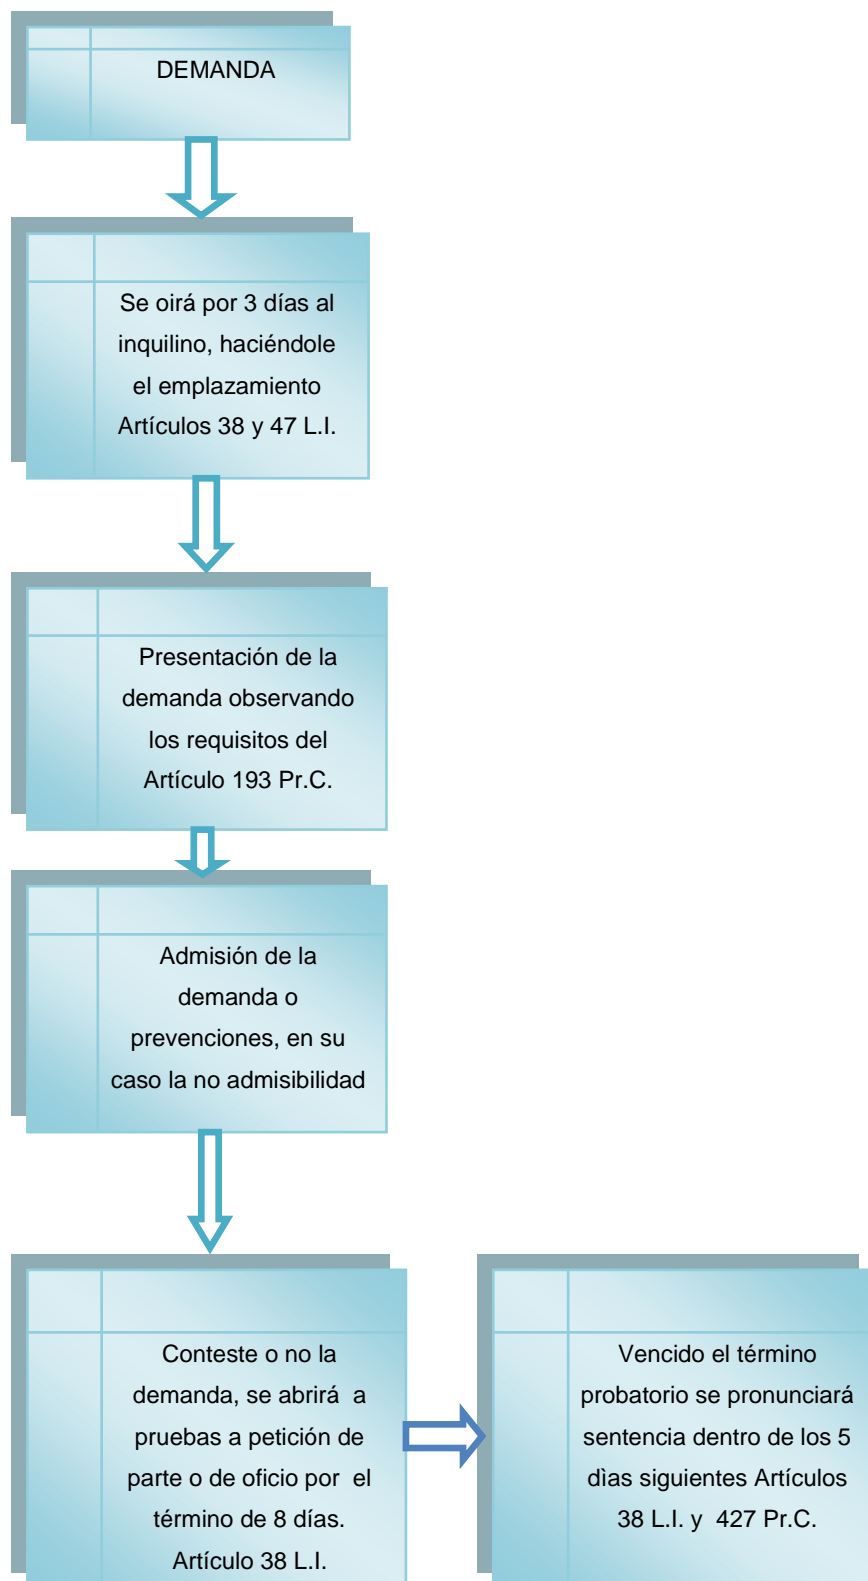 DEMANDA
Se oirá por 3 días al
inquilino, haciéndole
el emplazamiento
Artículos 38 y 47 L.I.
Presentación de la
demanda observando
los requisitos del
Artículo 193 Pr.C.
Admisión de la
demanda o
prevenciones, en su
caso la no admisibilidad
Conteste o no la
demanda, se abrirá a
pruebas a petición de
parte o de oficio por el
término de 8 días.
Artículo 38 L.I.
Vencido el término
probatorio se pronunciará
sentencia dentro de los 5
dìas siguientes Artículos
38 L.I. y 427 Pr.C.